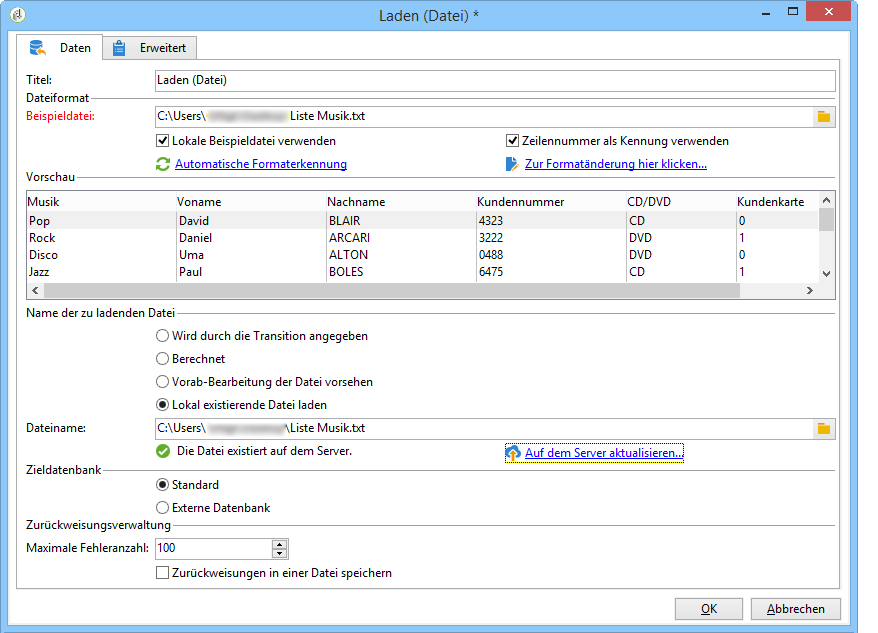 Laden (Datei) *
Daten Erweitert
Titel: Laden (Datei)
Dateiformat
Beispieldatei: C:\Users\ Liste Musik.txt
Lokale Beispieldatei verwenden Zeilennummer als Kennung verwenden
Automatische Formaterkennung Zur Formatänderung hier klicken...
Vorschau
Musik Voname Nachname Kundennummer CD/DVD Kundenkarte
Pop David BLAIR 4323 CD 0
Rock Daniel ARCARI 3222 DVD 1
Disco Uma ALTON 0488 DVD 0
Jazz Paul BOLES 6475 CD 1
Name der zu ladenden Datei
Wird durch die Transition angegeben
Berechnet
Vorab-Bearbeitung der Datei vorsehen
Lokal existierende Datei laden
Dateiname: C:\Users\ \Liste Musik.txt
Die Datei existiert auf dem Server. Auf dem Server aktualisieren...
Zieldatenbank
Standard
Externe Datenbank
Zurückweisungsverwaltung
Maximale Fehleranzahl: 100
Zurückweisungen in einer Datei speichern
OK Abbrechen